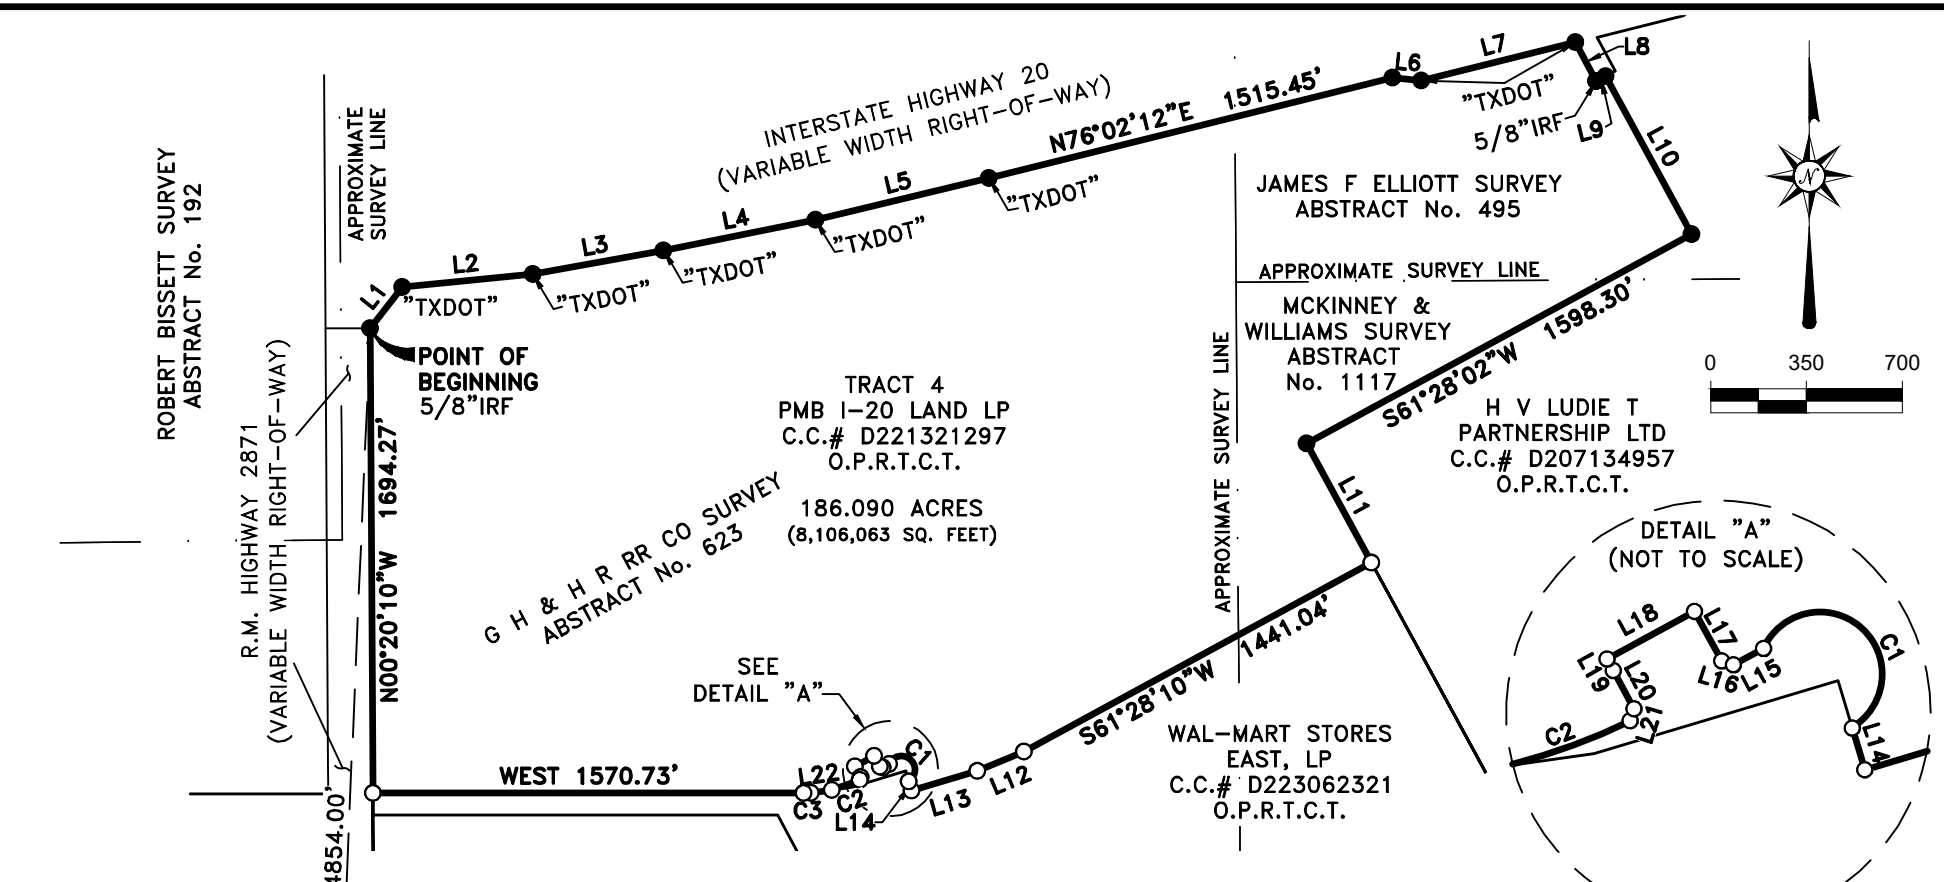 ROBERT BISSETT SURVEY
ABSTRACT No. 192
APPROXIMATE
SURVEY LINE
INTERSTATE HIGHWAY 20
(VARIABLE WIDTH RIGHT-OF-WAY)
N76°02'12"E 1515.45'
L1
L2
L3
L4
L5
L6
L7
L8
L9
L10
"TXDOT"
"TXDOT"
"TXDOT"
"TXDOT"
"TXDOT"
"TXDOT"
5/8"IRF
JAMES F ELLIOTT SURVEY
ABSTRACT No. 495
APPROXIMATE SURVEY LINE
MCKINNEY &
WILLIAMS SURVEY
ABSTRACT
No. 1117
S61°28'02"W 1598.30'
N
0 350 700
POINT OF
BEGINNING
5/8"IRF
R.M. HIGHWAY 2871
(VARIABLE WIDTH RIGHT-OF-WAY)
N00°20'10"W 1694.27'
TRACT 4
PMB I-20 LAND LP
C.C.# D221321297
O.P.R.T.C.T.
186.090 ACRES
(8,106,063 SQ. FEET)
G H & H R RR CO SURVEY
ABSTRACT No. 623
APPROXIMATE SURVEY LINE
L11
H V LUDIE T
PARTNERSHIP LTD
C.C.# D207134957
O.P.R.T.C.T.
S61°28'10"W 1441.04'
SEE
DETAIL "A"
WEST 1570.73'
L22
C3
C2
C1
L14
L13
L12
4854.00'
WAL-MART STORES
EAST, LP
C.C.# D223062321
O.P.R.T.C.T.
DETAIL "A"
(NOT TO SCALE)
L18
L17
L16
L15
C1
L19
L20
L21
C2
L14